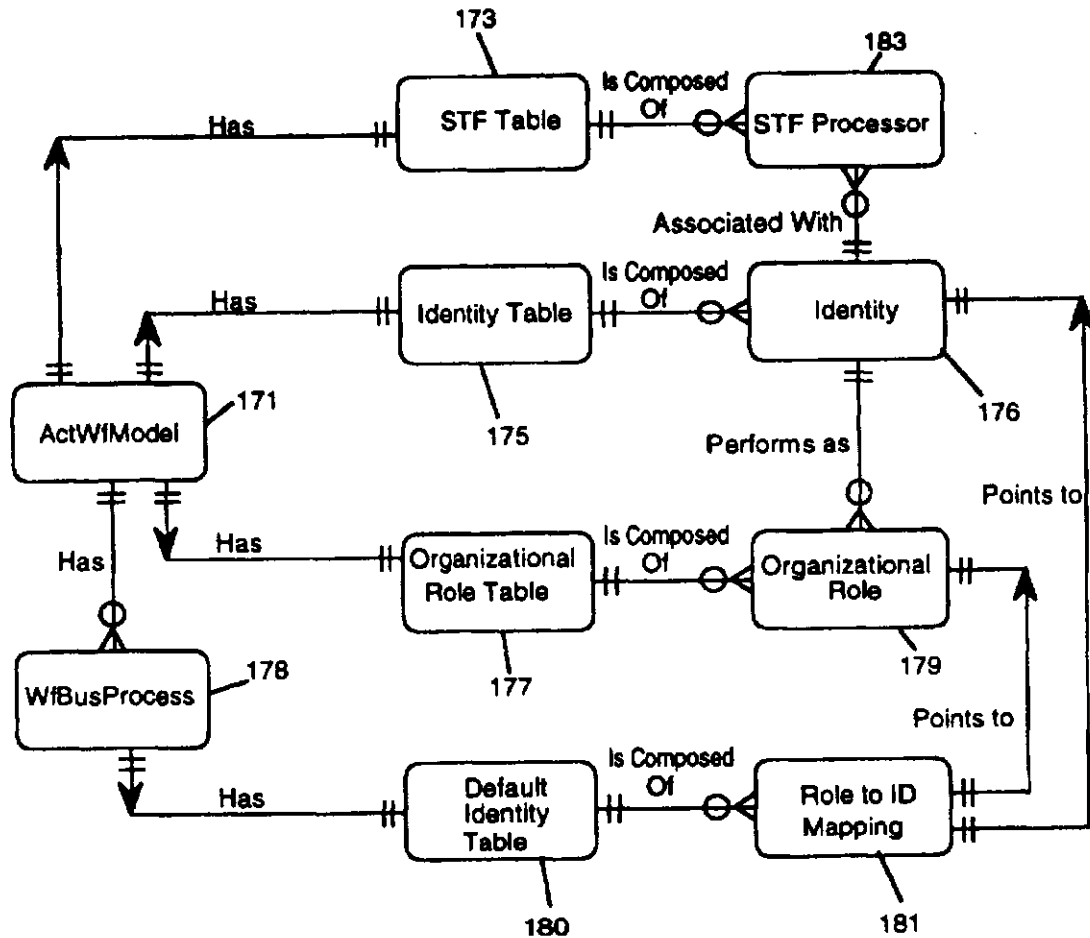 173
183
Has
STF Table
Is Composed
Of
STF Processor
Associated With
Has
Identity Table
Is Composed
Of
Identity
171
175
176
ActWfModel
Performs as
Points to
Has
Has
Organizational
Role Table
Is Composed
Of
Organizational
Role
178
177
179
WfBusProcess
Points to
Has
Default
Identity
Table
Is Composed
Of
Role to ID
Mapping
180
181